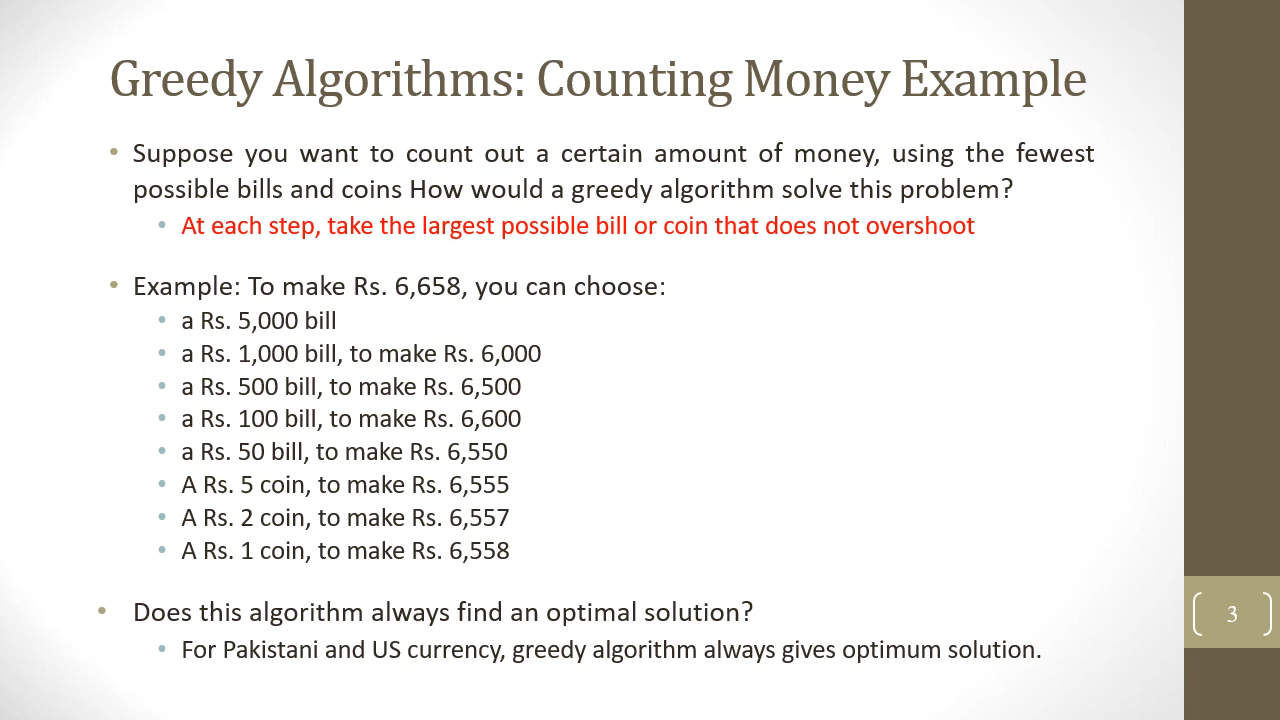 Greedy Algorithms: Counting Money Example
• Suppose you want to count out a certain amount of money, using the fewest
possible bills and coins How would a greedy algorithm solve this problem?
• At each step, take the largest possible bill or coin that does not overshoot
• Example: To make Rs. 6,658, you can choose:
• a Rs. 5,000 bill
• a Rs. 1,000 bill, to make Rs. 6,000
• a Rs. 500 bill, to make Rs. 6,500
• a Rs. 100 bill, to make Rs. 6,600
• a Rs. 50 bill, to make Rs. 6,550
• A Rs. 5 coin, to make Rs. 6,555
• A Rs. 2 coin, to make Rs. 6,557
• A Rs. 1 coin, to make Rs. 6,558
• Does this algorithm always find an optimal solution?
• For Pakistani and US currency, greedy algorithm always gives optimum solution.
3